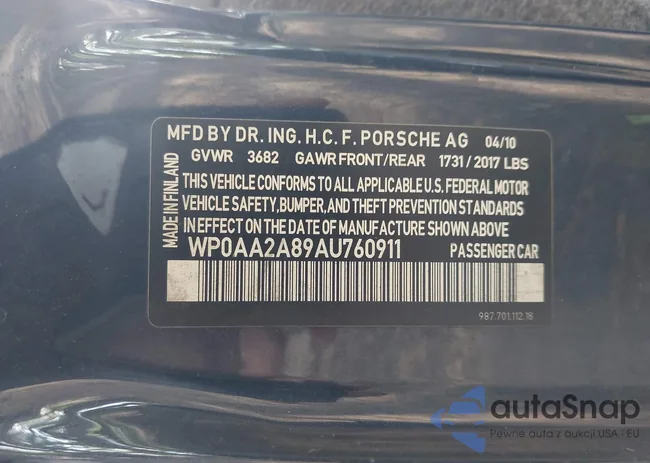 MFD BY DR. ING. H.C. F. PORSCHE AG 04/10
GVWR 3682 GAWR FRONT/REAR 1731/2017 LBS
THIS VEHICLE CONFORMS TO ALL APPLICABLE U.S. FEDERAL MOTOR
VEHICLE SAFETY, BUMPER, AND THEFT PREVENTION STANDARDS
IN EFFECT ON THE DATE OF MANUFACTURE SHOWN ABOVE.
WP0AA2A89AU760911 PASSENGER CAR
MADE IN FINLAND
987.701.112.18
autaSnap
Pewne auta z aukcji USA - EU